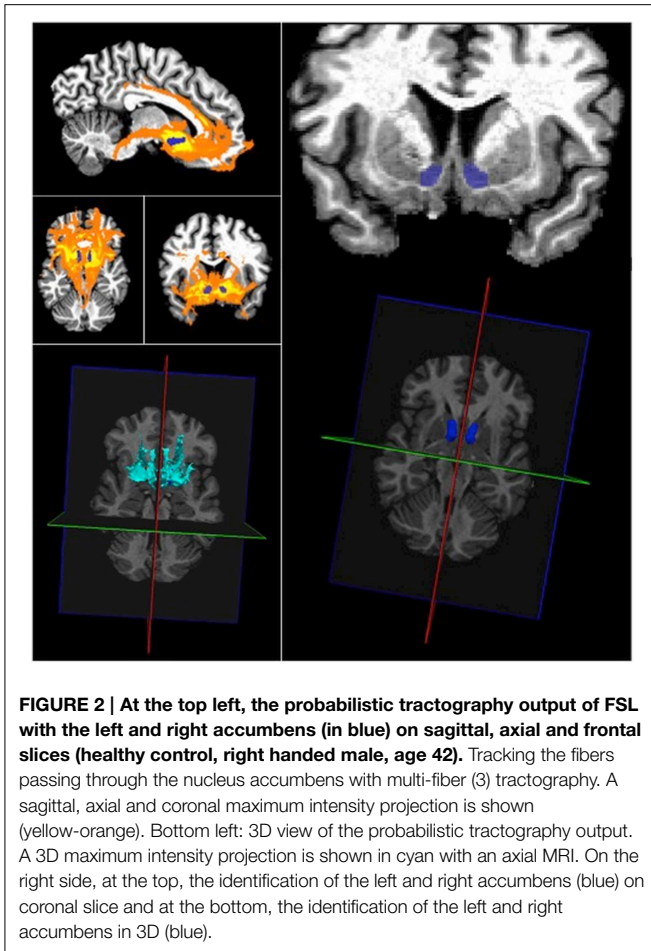 FIGURE 2 | At the top left, the probabilistic tractography output of FSL
with the left and right accumbens (in blue) on sagittal, axial and frontal
slices (healthy control, right handed male, age 42). Tracking the fibers
passing through the nucleus accumbens with multi-fiber (3) tractography. A
sagittal, axial and coronal maximum intensity projection is shown
(yellow-orange). Bottom left: 3D view of the probabilistic tractography output.
A 3D maximum intensity projection is shown in cyan with an axial MRI. On the
right side, at the top, the identification of the left and right accumbens (blue) on
coronal slice and at the bottom, the identification of the left and right
accumbens in 3D (blue).